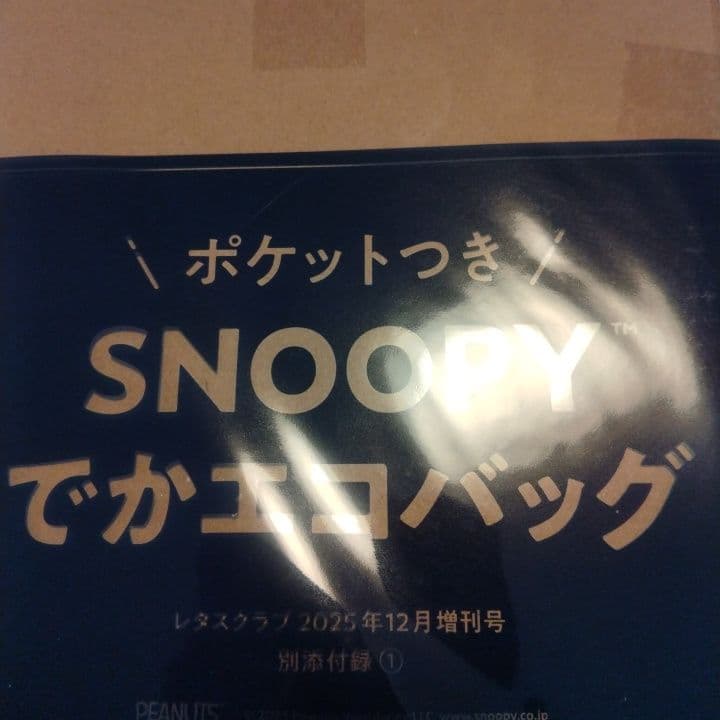 \ ポケットつき /
SNOOPY™
でかエコバッグ
レタスクラブ 2025年12月増刊号
別添付録①
PEANUTS www.snoopy.co.jp